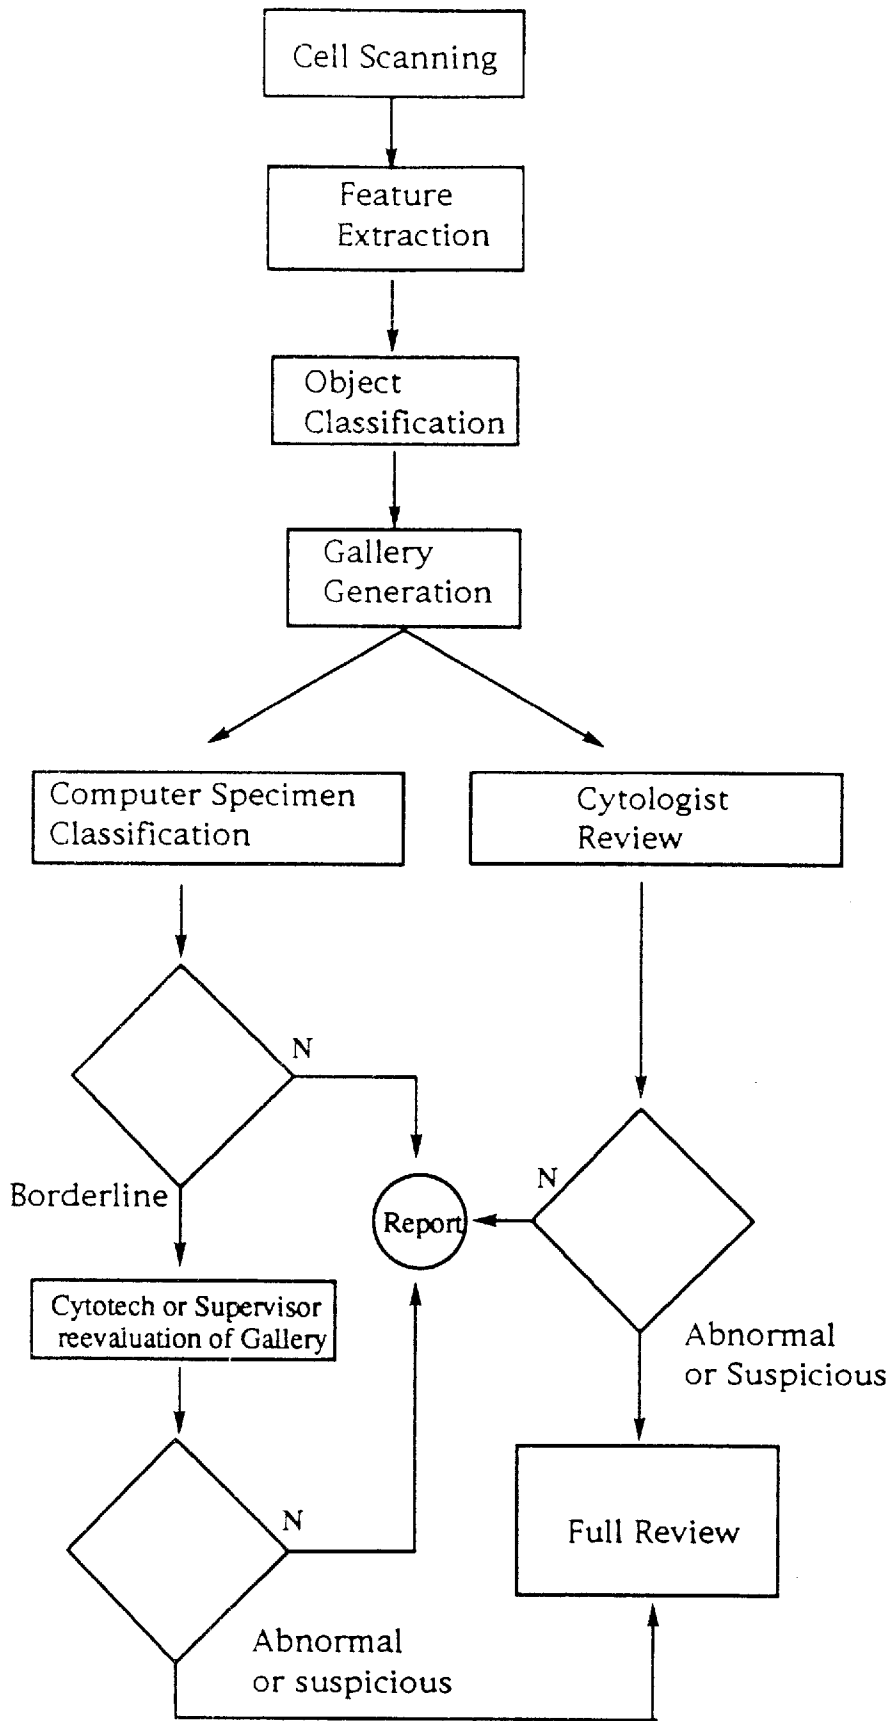 Cell Scanning
Feature
Extraction
Object
Classification
Gallery
Generation
Computer Specimen
Classification
Cytologist
Review
N
N
Borderline
Report
Cytotech or Supervisor
reevaluation of Gallery
Abnormal
or Suspicious
N
Full Review
Abnormal
or suspicious